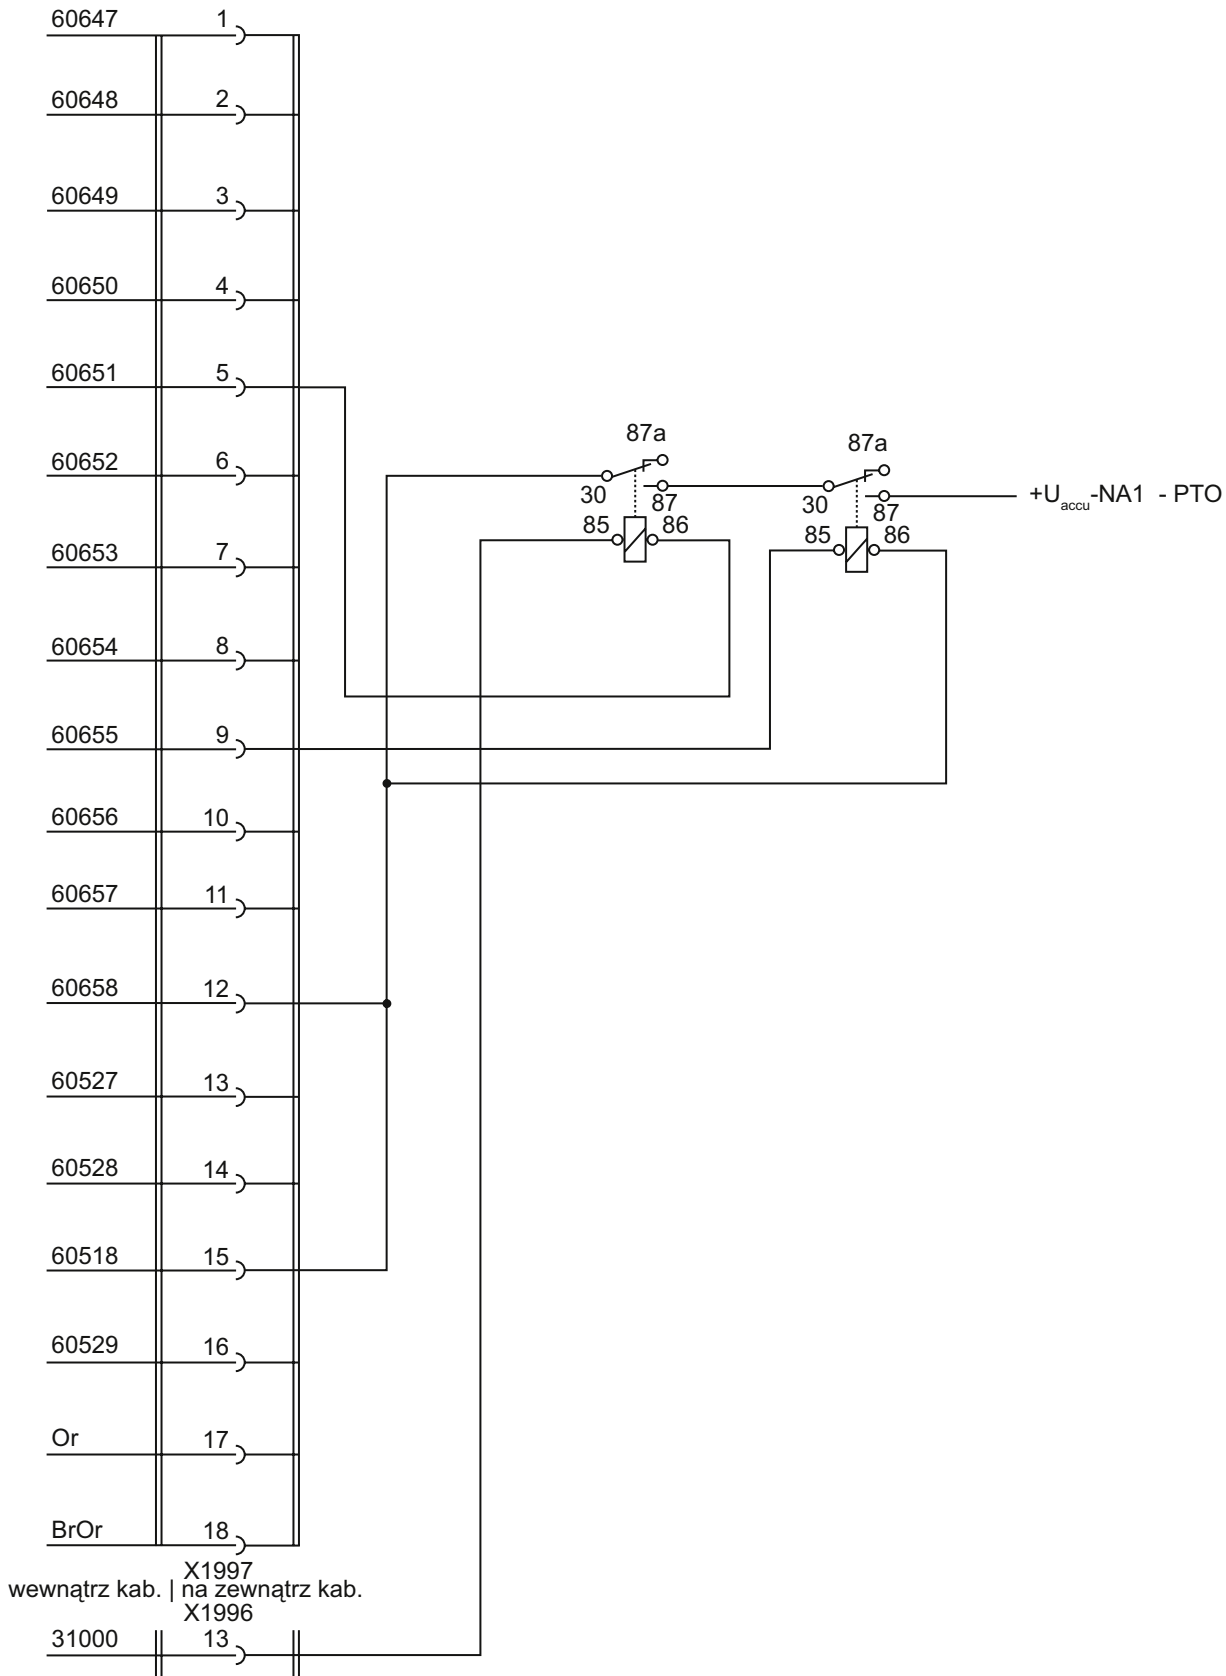 60647 1
60648 2
60649 3
60650 4
60651 5
87a
87a
60652 6
30 87
30 87
+Uaccu-NA1 - PTO
85 86
85 86
60653 7
60654 8
60655 9
60656 10
60657 11
60658 12
60527 13
60528 14
60518 15
60529 16
Or 17
BrOr 18
X1997
wewnątrz kab. | na zewnątrz kab.
X1996
31000 13